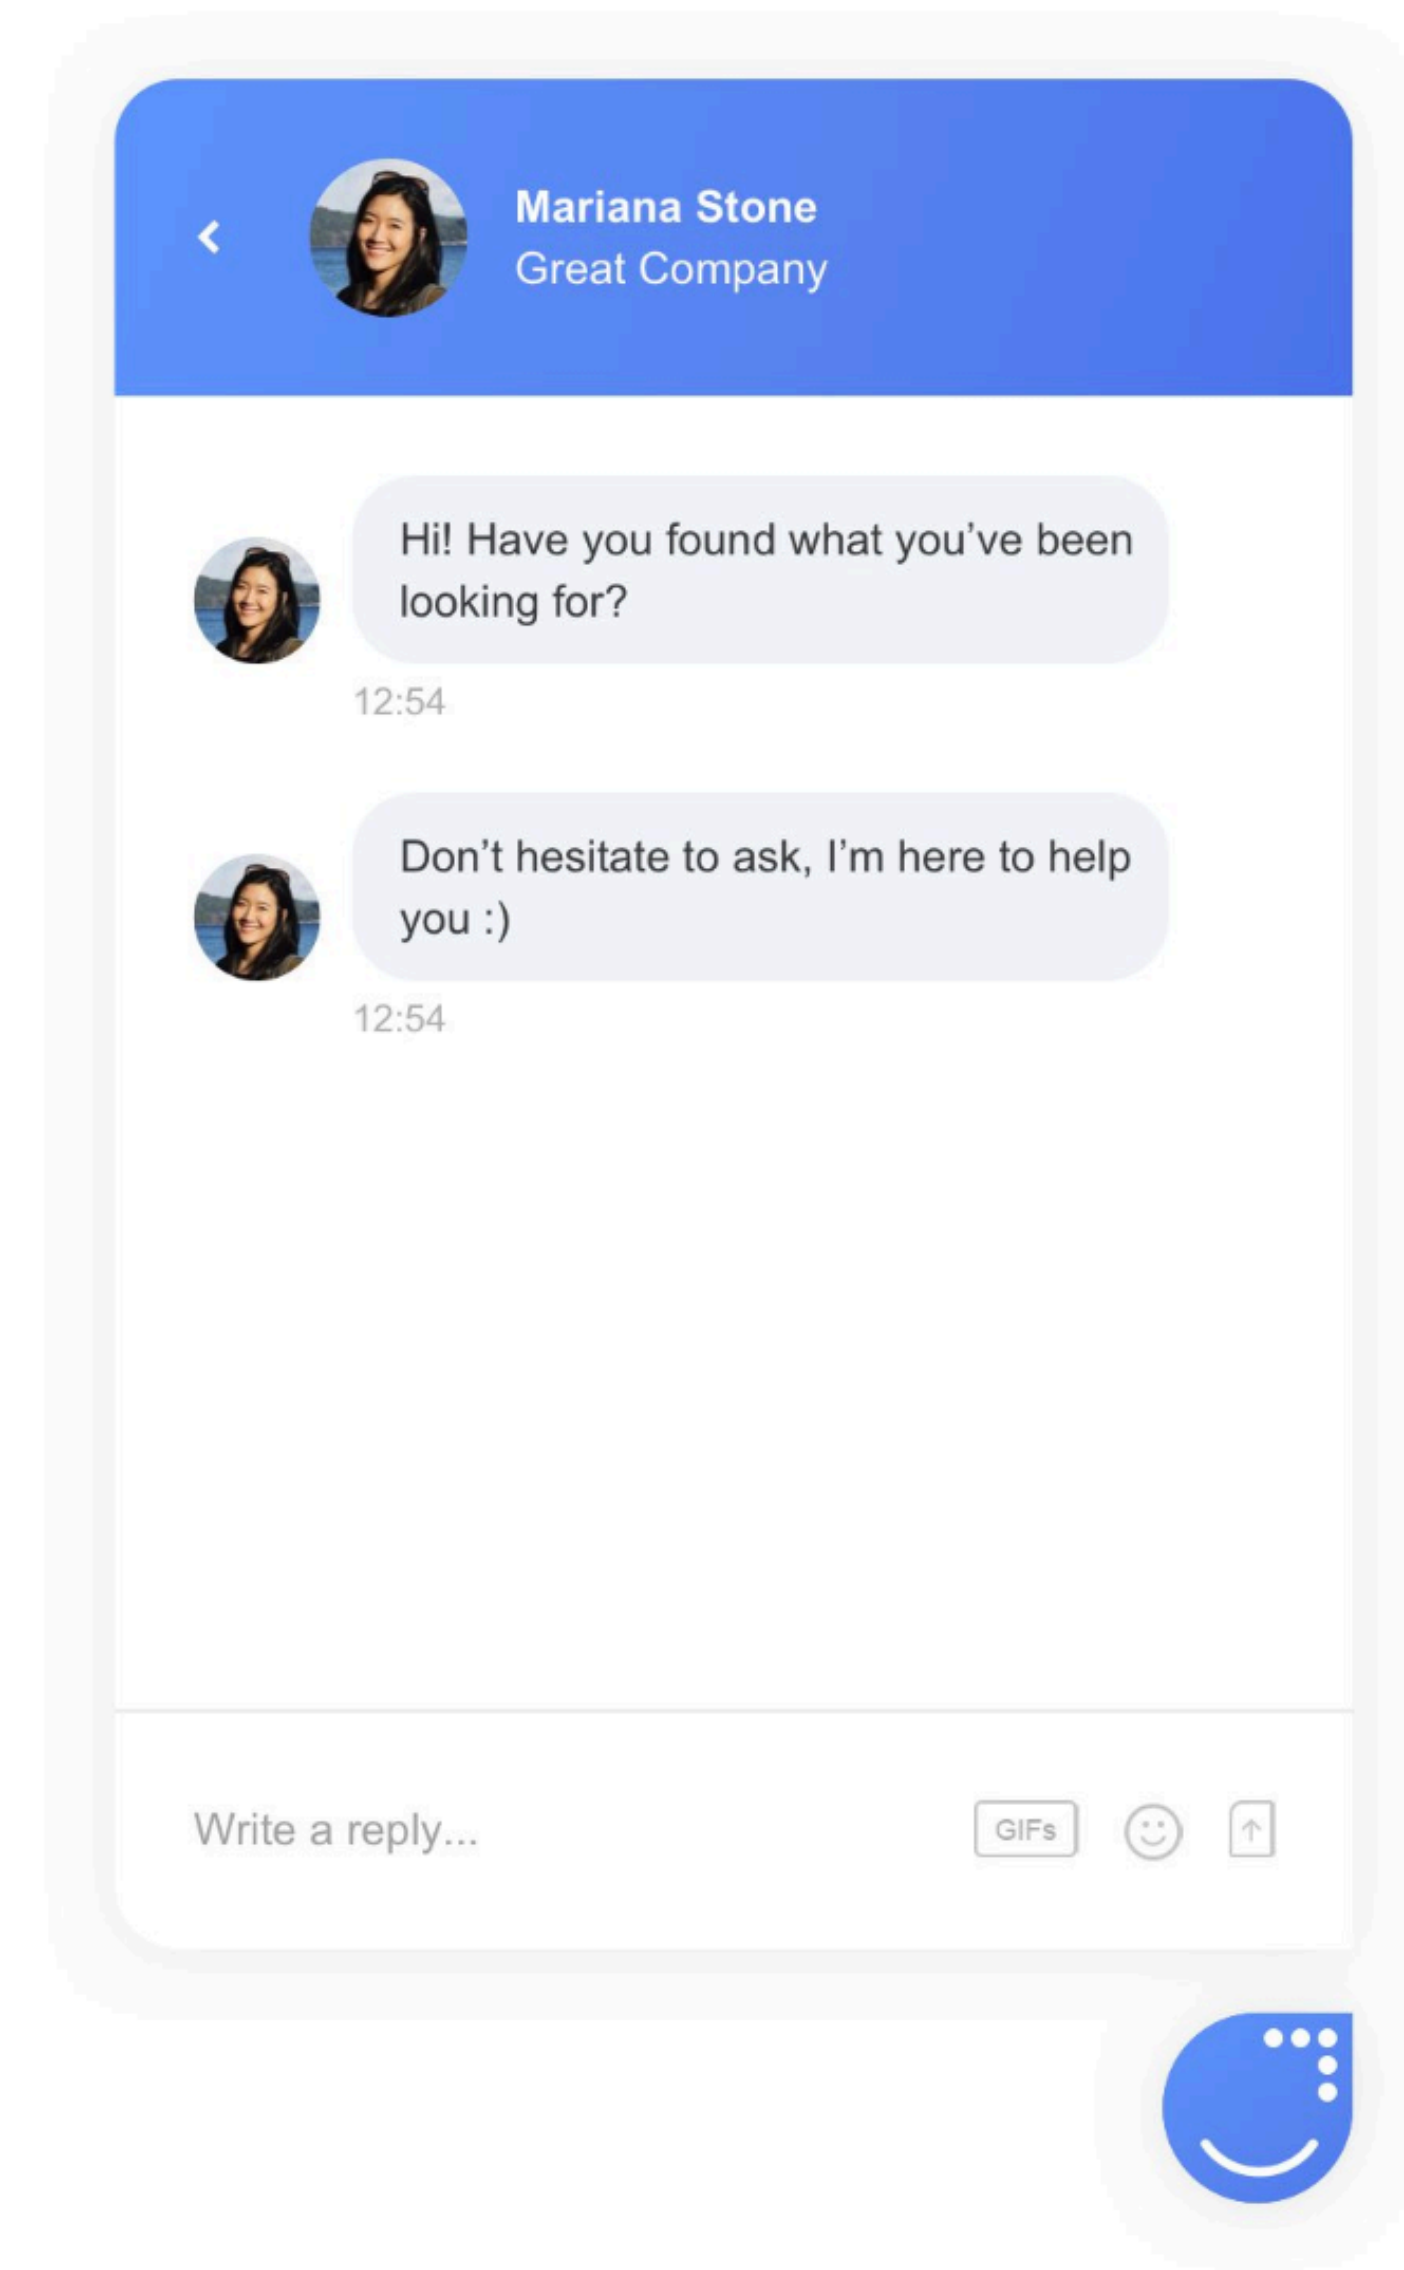 Mariana Stone
Great Company
Hi! Have you found what you’ve been
looking for?
12:54
Don’t hesitate to ask, I’m here to help
you :)
12:54
Write a reply...
GIFs